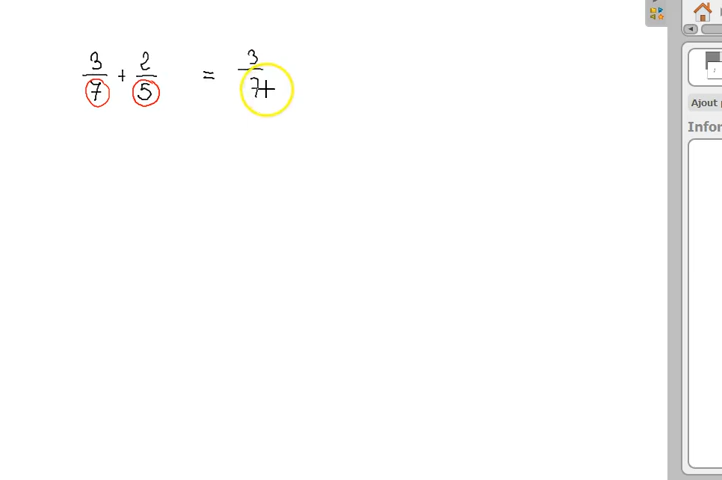 3/7 + 2/5 = 3/7
Ajout
Infor